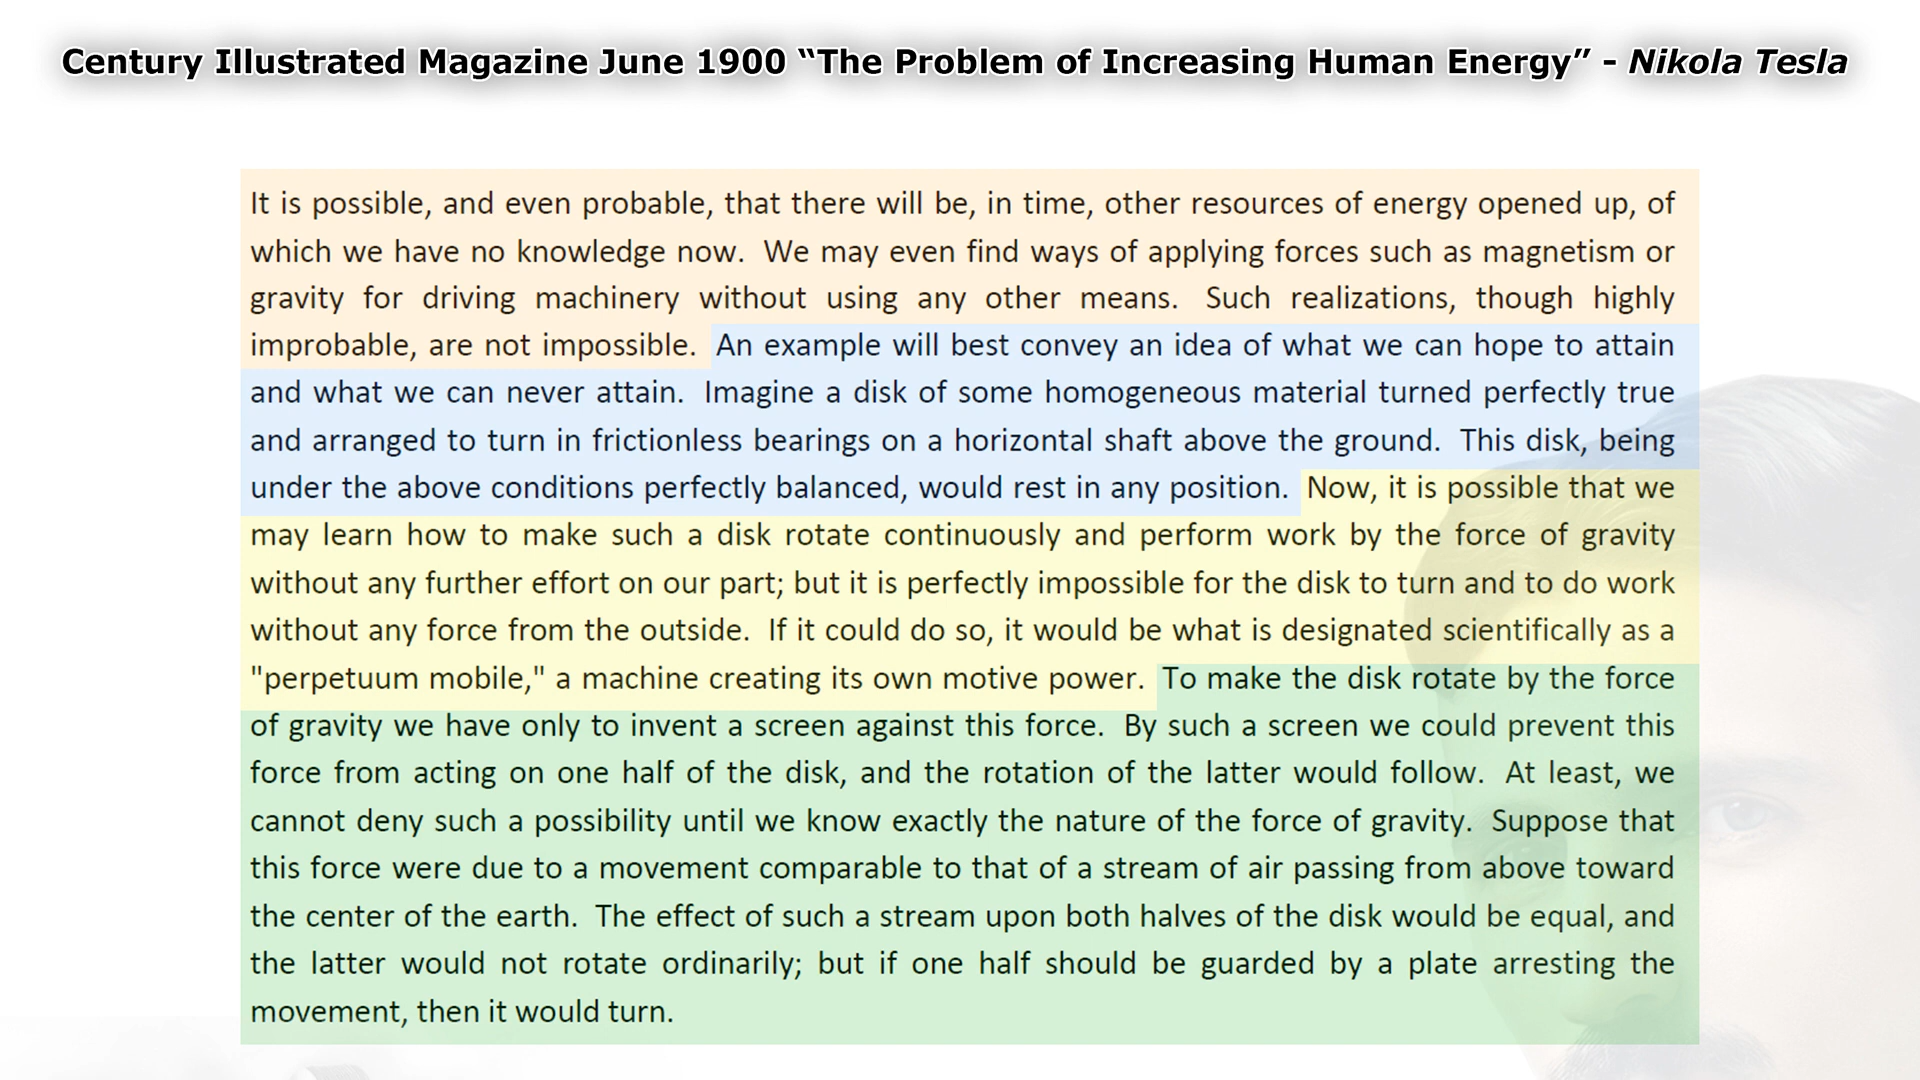 Century Illustrated Magazine June 1900 “The Problem of Increasing Human Energy” - Nikola Tesla
It is possible, and even probable, that there will be, in time, other resources of energy opened up, of
which we have no knowledge now. We may even find ways of applying forces such as magnetism or
gravity for driving machinery without using any other means. Such realizations, though highly
improbable, are not impossible. An example will best convey an idea of what we can hope to attain
and what we can never attain. Imagine a disk of some homogeneous material turned perfectly true
and arranged to turn in frictionless bearings on a horizontal shaft above the ground. This disk, being
under the above conditions perfectly balanced, would rest in any position. Now, it is possible that we
may learn how to make such a disk rotate continuously and perform work by the force of gravity
without any further effort on our part; but it is perfectly impossible for the disk to turn and to do work
without any force from the outside. If it could do so, it would be what is designated scientifically as a
"perpetuum mobile," a machine creating its own motive power. To make the disk rotate by the force
of gravity we have only to invent a screen against this force. By such a screen we could prevent this
force from acting on one half of the disk, and the rotation of the latter would follow. At least, we
cannot deny such a possibility until we know exactly the nature of the force of gravity. Suppose that
this force were due to a movement comparable to that of a stream of air passing from above toward
the center of the earth. The effect of such a stream upon both halves of the disk would be equal, and
the latter would not rotate ordinarily; but if one half should be guarded by a plate arresting the
movement, then it would turn.